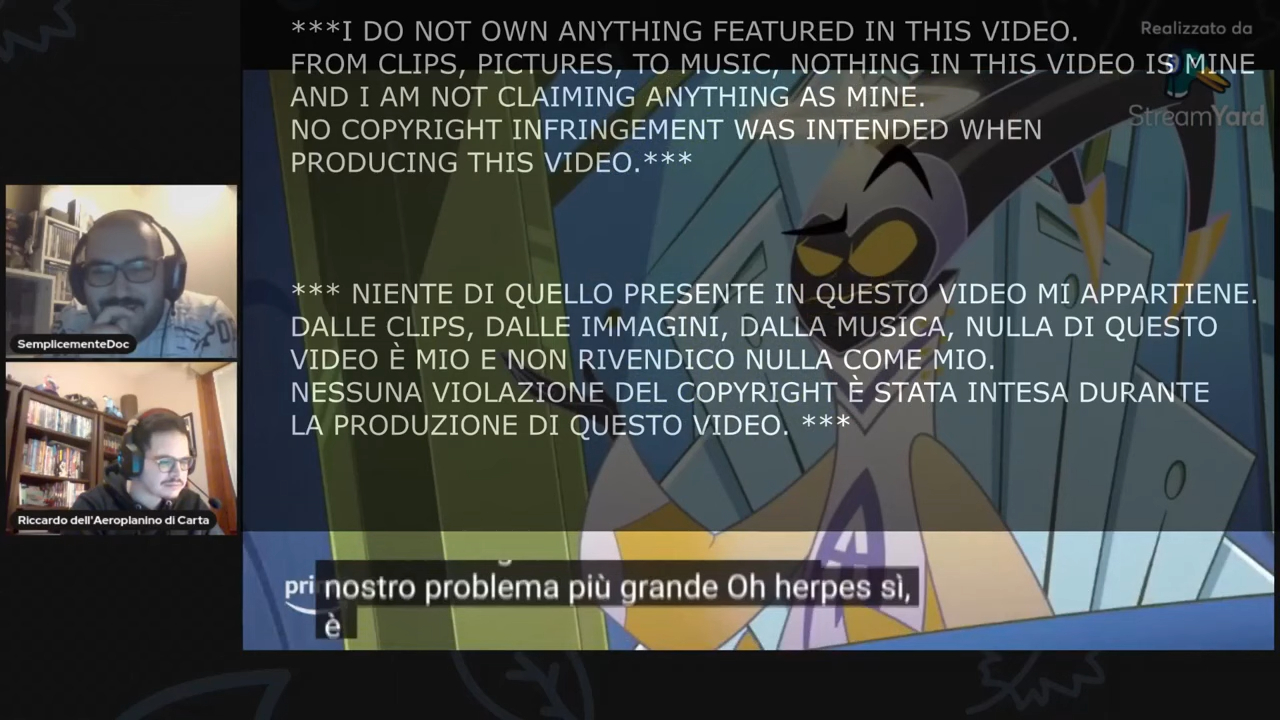 ***I DO NOT OWN ANYTHING FEATURED IN THIS VIDEO.
FROM CLIPS, PICTURES, TO MUSIC, NOTHING IN THIS VIDEO IS MINE
AND I AM NOT CLAIMING ANYTHING AS MINE.
NO COPYRIGHT INFRINGEMENT WAS INTENDED WHEN
PRODUCING THIS VIDEO.***
Realizzato da
StreamYard
*** NIENTE DI QUELLO PRESENTE IN QUESTO VIDEO MI APPARTIENE.
DALLE CLIPS, DALLE IMMAGINI, DALLA MUSICA, NULLA DI QUESTO
VIDEO È MIO E NON RIVENDICO NULLA COME MIO.
NESSUNA VIOLAZIONE DEL COPYRIGHT È STATA INTESA DURANTE
LA PRODUZIONE DI QUESTO VIDEO. ***
SemplicementeDoc
Riccardo dell'Aeroplanino di Carta
A
pri
nostro problema più grande Oh herpes sì,
è